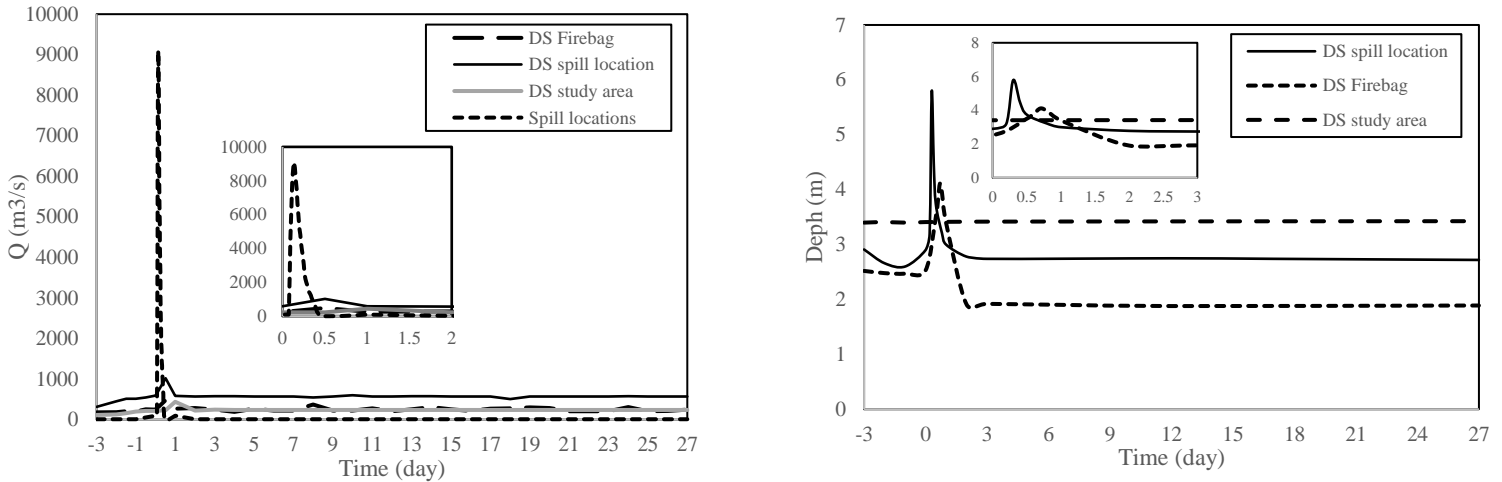 10000
9000
8000
7000
6000
5000
4000
3000
2000
1000
0
Q (m3/s)
DS Firebag
DS spill location
DS study area
Spill locations
10000
8000
6000
4000
2000
0
0 0.5 1 1.5 2
-3 -1 1 3 5 7 9 11 13 15 17 19 21 23 25 27
Time (day)
7
6
5
4
3
2
1
0
Deph (m)
8
6
4
2
0
0 0.5 1 1.5 2 2.5 3
DS spill location
DS Firebag
DS study area
-3 0 3 6 9 12 15 18 21 24 27
Time (day)